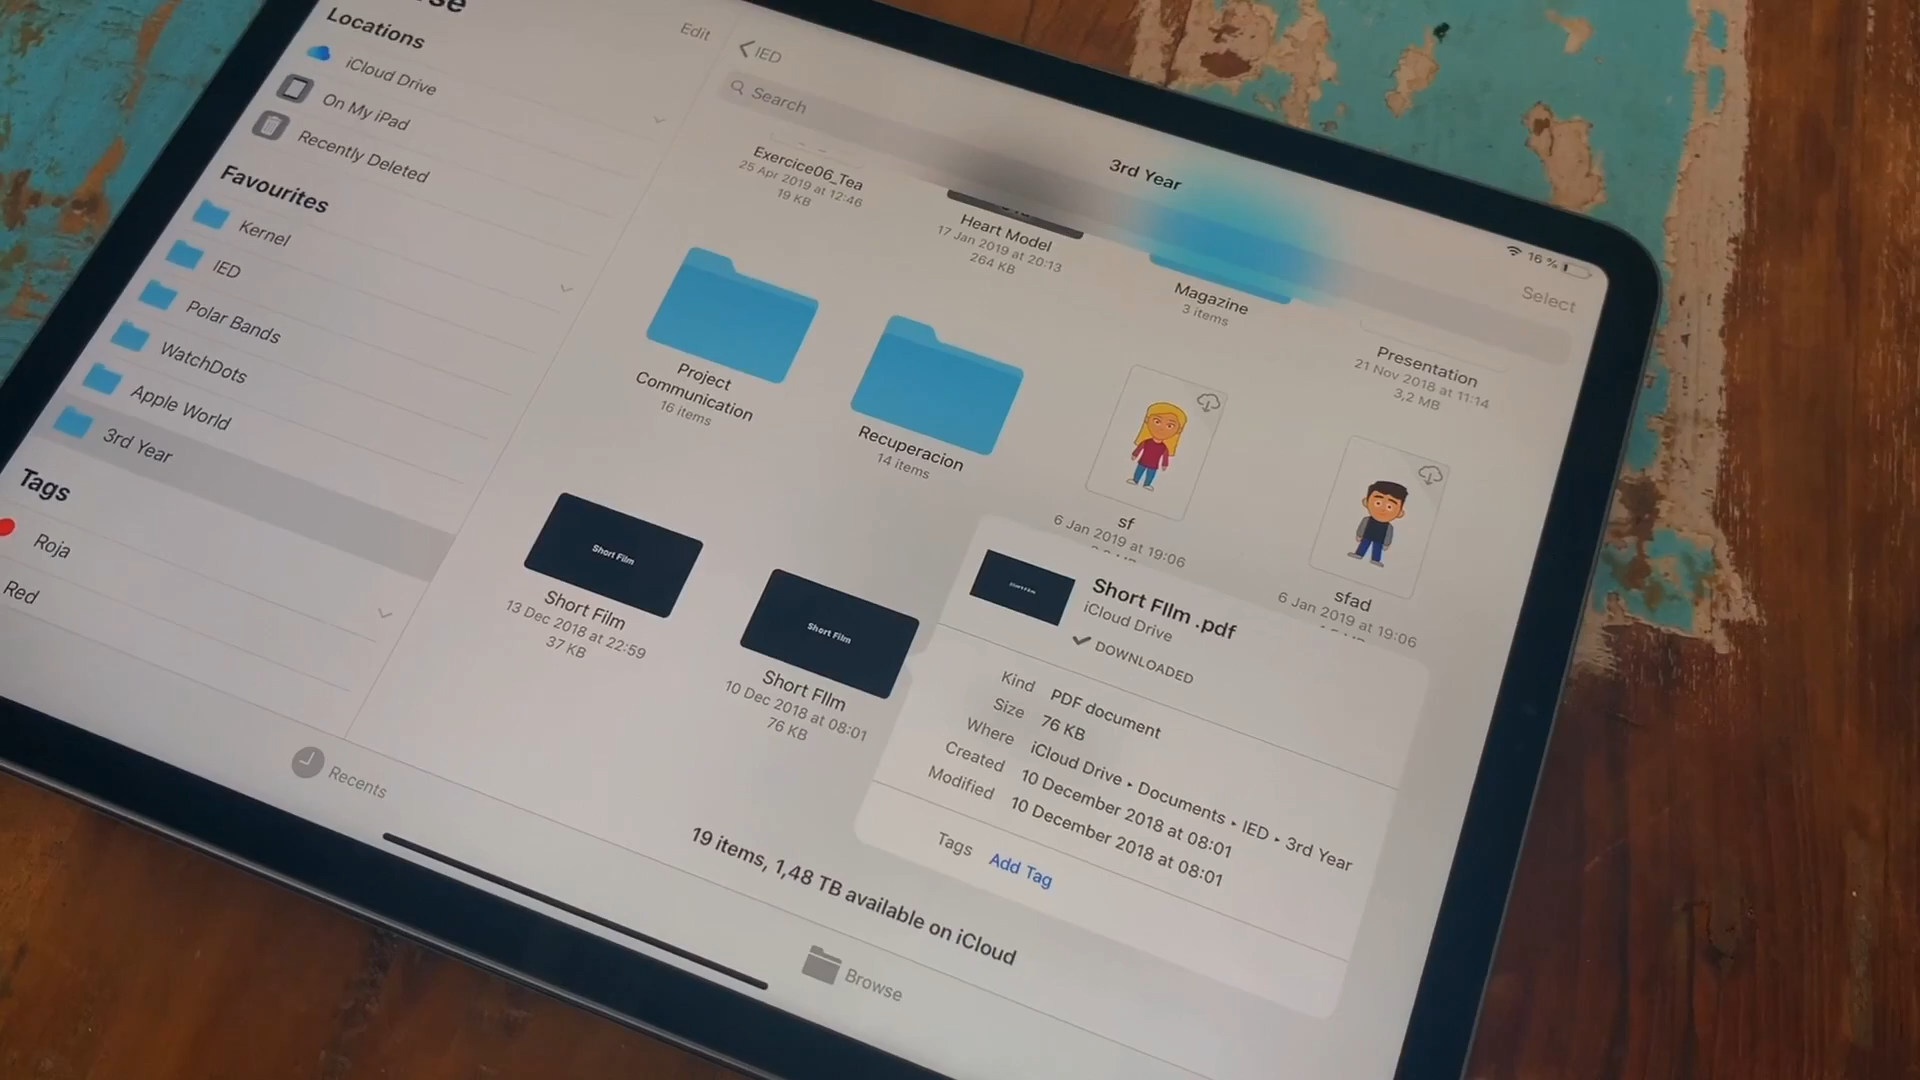 rse
Edit
Locations
iCloud Drive
On My iPad
Recently Deleted
Favourites
Kernel
IED
Polar Bands
WatchDots
Apple World
3rd Year
Tags
Roja
Red
IED
Search
3rd Year
16 %
Select
Exercice06_Tea
25 Apr 2019 at 12:46
19 KB
Heart Model
17 Jan 2019 at 20:13
264 KB
Magazine
3 items
Presentation
21 Nov 2018 at 11:14
3,2 MB
Project
Communication
16 items
Recuperacion
14 items
sf
6 Jan 2019 at 19:06
sfad
6 Jan 2019 at 19:06
Short Film
Short Film
13 Dec 2018 at 22:59
37 KB
Short Film
Short FIlm
10 Dec 2018 at 08:01
76 KB
Short Film
Short FIlm .pdf
iCloud Drive
DOWNLOADED
Kind PDF document
Size 76 KB
Where iCloud Drive ▸ Documents ▸ IED ▸ 3rd Year
Created 10 December 2018 at 08:01
Modified 10 December 2018 at 08:01
Tags Add Tag
19 items, 1,48 TB available on iCloud
Recents
Browse